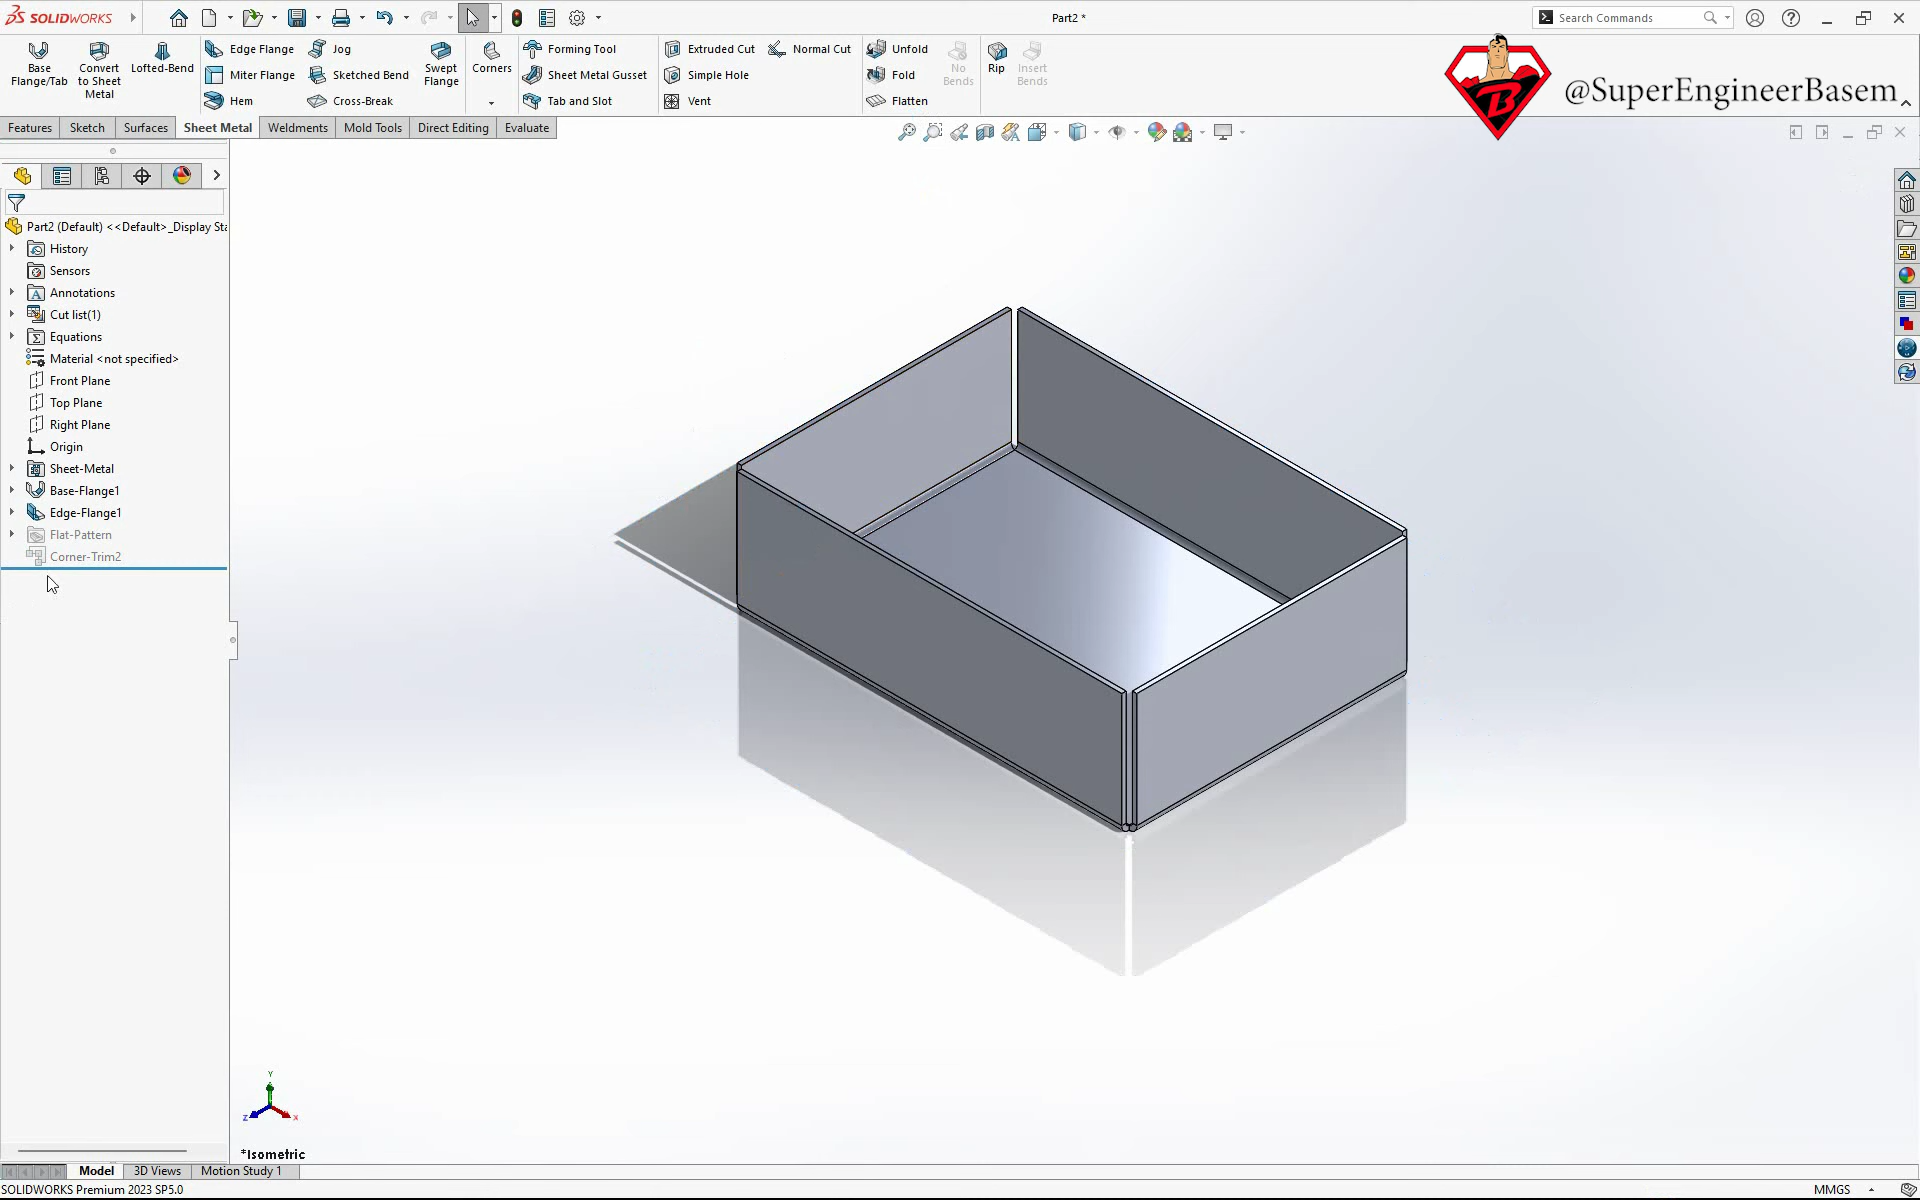 SOLIDWORKS
Part2 *
Search Commands
Base Flange/Tab
Convert to Sheet Metal
Lofted-Bend
Edge Flange
Miter Flange
Hem
Jog
Sketched Bend
Cross-Break
Swept Flange
Corners
Forming Tool
Sheet Metal Gusset
Tab and Slot
Extruded Cut
Simple Hole
Vent
Normal Cut
Unfold
Fold
Flatten
No Bends
Rip
Insert Bends
B
@SuperEngineerBasem
Features
Sketch
Surfaces
Sheet Metal
Weldments
Mold Tools
Direct Editing
Evaluate
Part2 (Default) <<Default>_Display Sta
History
Sensors
Annotations
Cut list(1)
Equations
Material <not specified>
Front Plane
Top Plane
Right Plane
Origin
Sheet-Metal
Base-Flange1
Edge-Flange1
Flat-Pattern
Corner-Trim2
Y
Z
X
*Isometric
Model
3D Views
Motion Study 1
SOLIDWORKS Premium 2023 SP5.0
MMGS